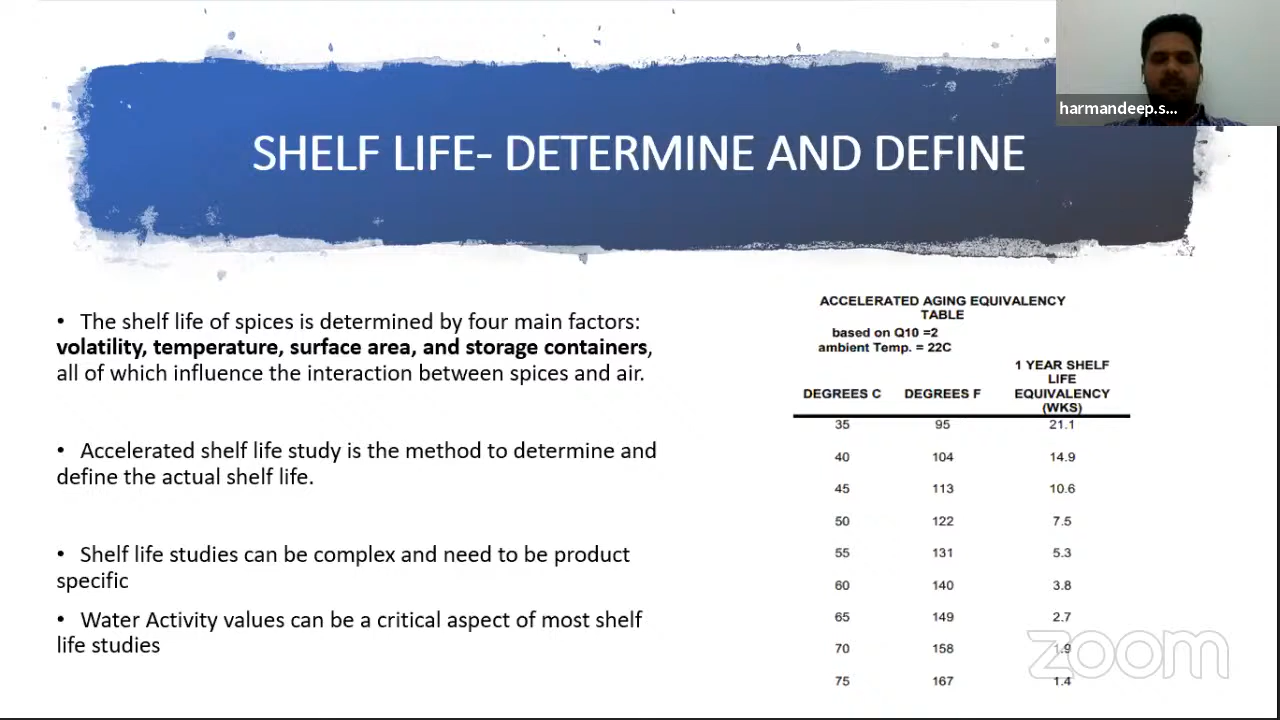 harmandeep.s...
SHELF LIFE- DETERMINE AND DEFINE
• The shelf life of spices is determined by four main factors:
volatility, temperature, surface area, and storage containers,
all of which influence the interaction between spices and air.
• Accelerated shelf life study is the method to determine and
define the actual shelf life.
• Shelf life studies can be complex and need to be product
specific
• Water Activity values can be a critical aspect of most shelf
life studies
ACCELERATED AGING EQUIVALENCY
TABLE
based on Q10 =2
ambient Temp. = 22C
1 YEAR SHELF
LIFE
DEGREES C DEGREES F EQUIVALENCY
(WKS)
35 95 21.1
40 104 14.9
45 113 10.6
50 122 7.5
55 131 5.3
60 140 3.8
65 149 2.7
70 158 1.9
75 167 1.4
zoom